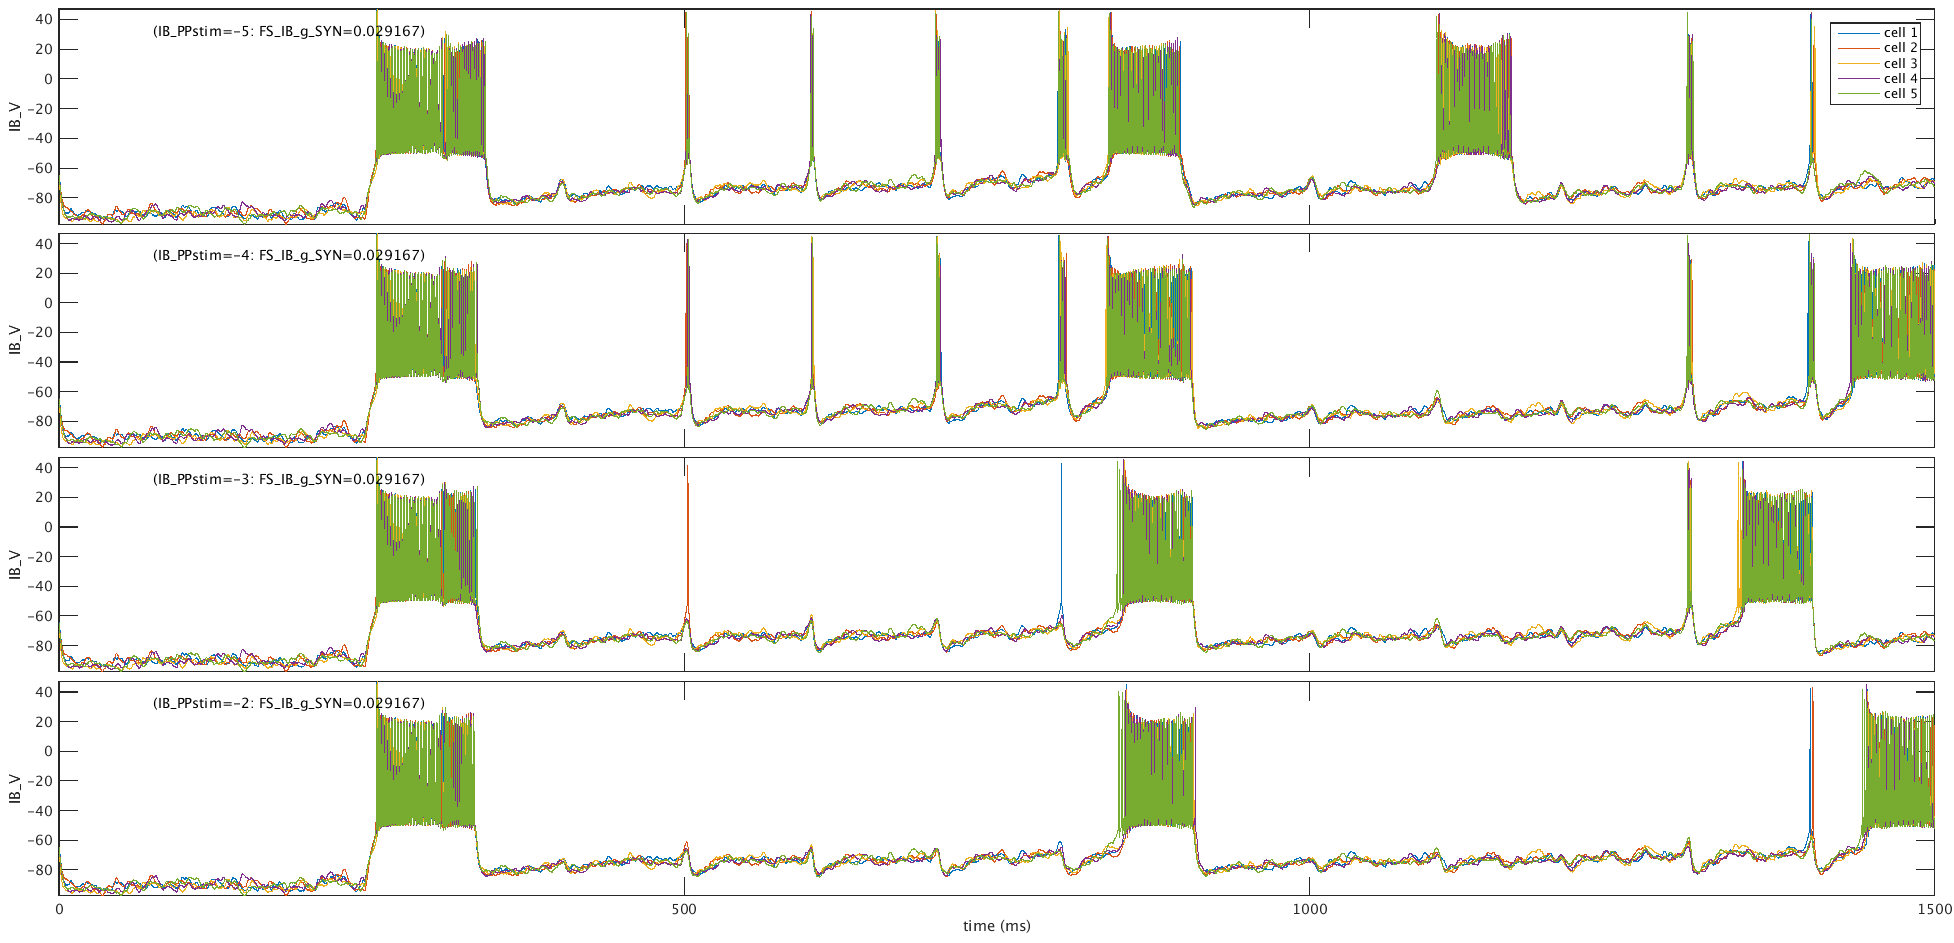 (IB_PPstim=-5: FS_IB_g_SYN=0.029167)
IB_V
40
20
0
-20
-40
-60
-80
cell 1
cell 2
cell 3
cell 4
cell 5
(IB_PPstim=-4: FS_IB_g_SYN=0.029167)
IB_V
40
20
0
-20
-40
-60
-80
(IB_PPstim=-3: FS_IB_g_SYN=0.029167)
IB_V
40
20
0
-20
-40
-60
-80
(IB_PPstim=-2: FS_IB_g_SYN=0.029167)
IB_V
40
20
0
-20
-40
-60
-80
0 500 1000 1500
time (ms)